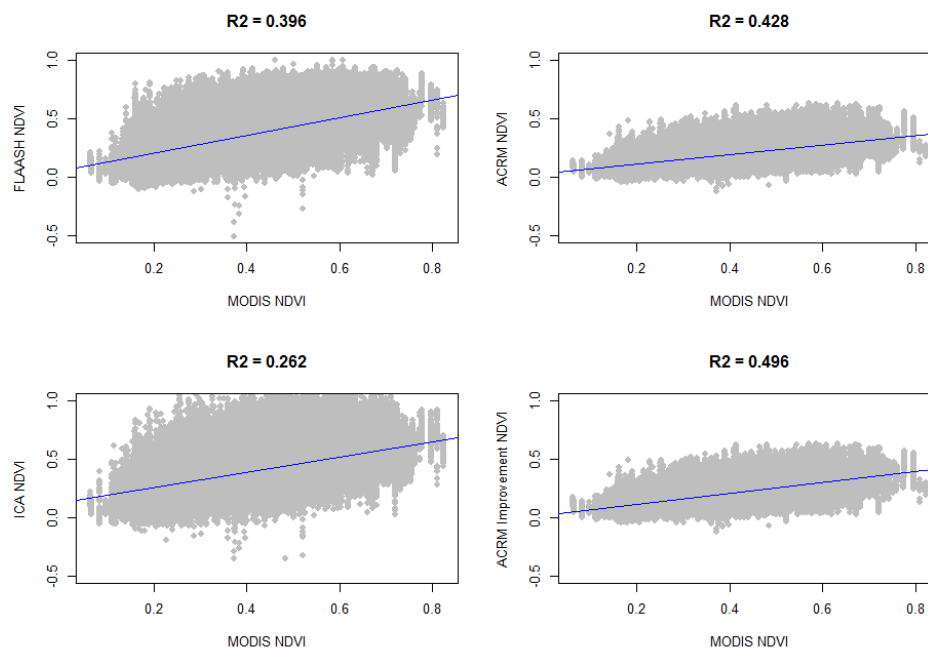 R2 = 0.396
1.0
0.5
0.0
-0.5
FLAASH NDVI
0.2 0.4 0.6 0.8
MODIS NDVI
R2 = 0.428
1.0
0.5
0.0
-0.5
ACRM NDVI
0.2 0.4 0.6 0.8
MODIS NDVI
R2 = 0.262
1.0
0.5
0.0
-0.5
ICA NDVI
0.2 0.4 0.6 0.8
MODIS NDVI
R2 = 0.496
1.0
0.5
0.0
-0.5
ACRM Improvement NDVI
0.2 0.4 0.6 0.8
MODIS NDVI